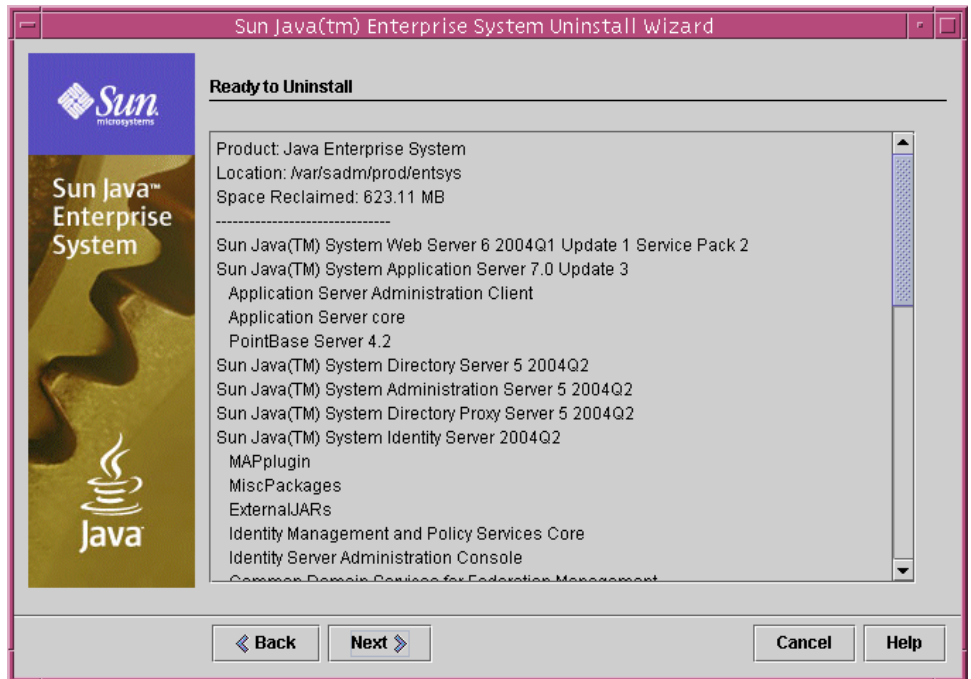 Sun Java(tm) Enterprise System Uninstall Wizard
Sun
microsystems
Sun Java™
Enterprise
System
Java
Ready to Uninstall
Product: Java Enterprise System
Location: /var/sadm/prod/entsys
Space Reclaimed: 623.11 MB
-------------------------------
Sun Java(TM) System Web Server 6 2004Q1 Update 1 Service Pack 2
Sun Java(TM) System Application Server 7.0 Update 3
Application Server Administration Client
Application Server core
PointBase Server 4.2
Sun Java(TM) System Directory Server 5 2004Q2
Sun Java(TM) System Administration Server 5 2004Q2
Sun Java(TM) System Directory Proxy Server 5 2004Q2
Sun Java(TM) System Identity Server 2004Q2
MAPplugin
MiscPackages
ExternalJARs
Identity Management and Policy Services Core
Identity Server Administration Console
Common Domain Services for Federation Management
Back
Next
Cancel
Help